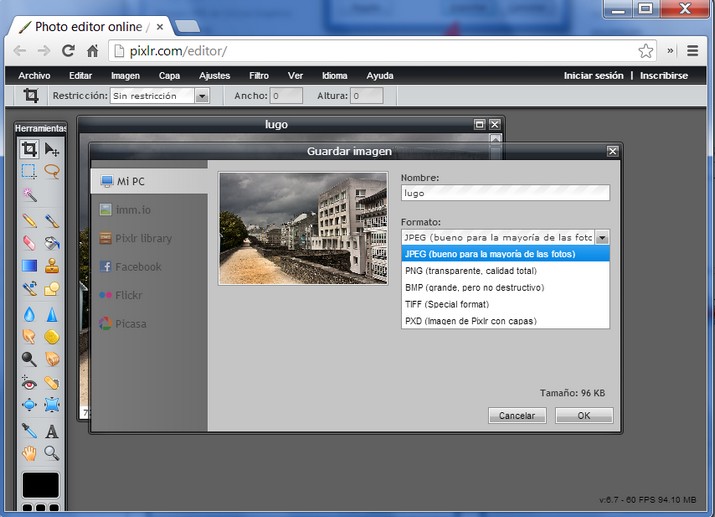 Photo editor online /
pixlr.com/editor/
Archivo Editar Imagen Capa Ajustes Filtro Ver Idioma Ayuda Iniciar sesión | Inscribirse
Restricción: Sin restricción Ancho: 0 Altura: 0
Herramientas
lugo
Guardar imagen
Mi PC
imm.io
Pixlr library
Facebook
Flickr
Picasa
Nombre:
lugo
Formato:
JPEG (bueno para la mayoría de las foto
JPEG (bueno para la mayoría de las fotos)
PNG (transparente, calidad total)
BMP (grande, pero no destructivo)
TIFF (Special format)
PXD (Imagen de Pixlr con capas)
Tamaño: 96 KB
Cancelar OK
v:6.7 - 60 FPS 94.10 MB